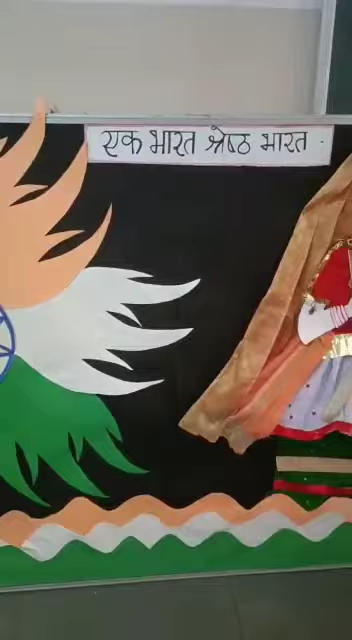 एक भारत श्रेष्ठ भारत .